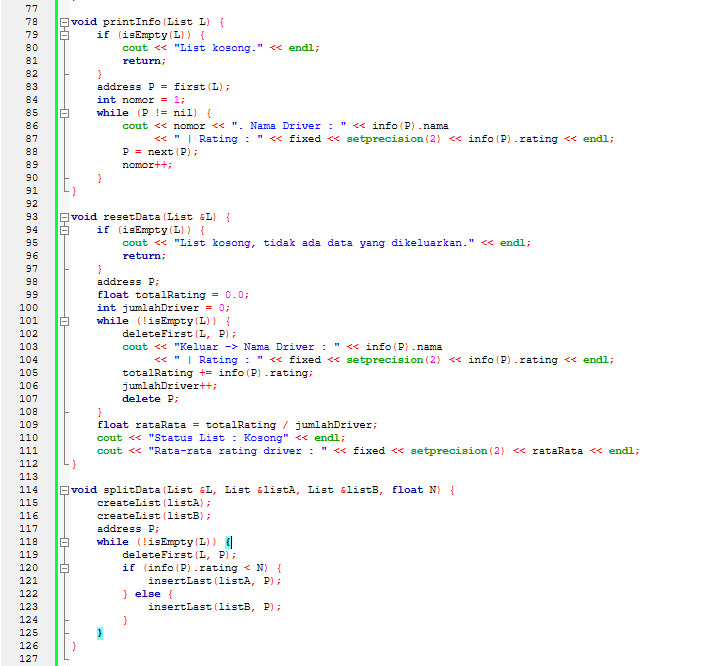 77
78 void printInfo(List L) {
79     if (isEmpty(L)) {
80         cout << "List kosong." << endl;
81         return;
82     }
83     address P = first(L);
84     int nomor = 1;
85     while (P != nil) {
86         cout << nomor << ". Nama Driver : " << info(P).nama
87             << " | Rating : " << fixed << setprecision(2) << info(P).rating << endl;
88         P = next(P);
89         nomor++;
90     }
91 }
92
93 void resetData(List &L) {
94     if (isEmpty(L)) {
95         cout << "List kosong, tidak ada data yang dikeluarkan." << endl;
96         return;
97     }
98     address P;
99     float totalRating = 0.0;
100     int jumlahDriver = 0;
101     while (!isEmpty(L)) {
102         deleteFirst(L, P);
103         cout << "Keluar -> Nama Driver : " << info(P).nama
104             << " | Rating : " << fixed << setprecision(2) << info(P).rating << endl;
105         totalRating += info(P).rating;
106         jumlahDriver++;
107         delete P;
108     }
109     float rataRata = totalRating / jumlahDriver;
110     cout << "Status List : Kosong" << endl;
111     cout << "Rata-rata rating driver : " << fixed << setprecision(2) << rataRata << endl;
112 }
113
114 void splitData(List &L, List &listA, List &listB, float N) {
115     createList(listA);
116     createList(listB);
117     address P;
118     while (!isEmpty(L)) {
119         deleteFirst(L, P);
120         if (info(P).rating < N) {
121             insertLast(listA, P);
122         } else {
123             insertLast(listB, P);
124         }
125     }
126 }
127